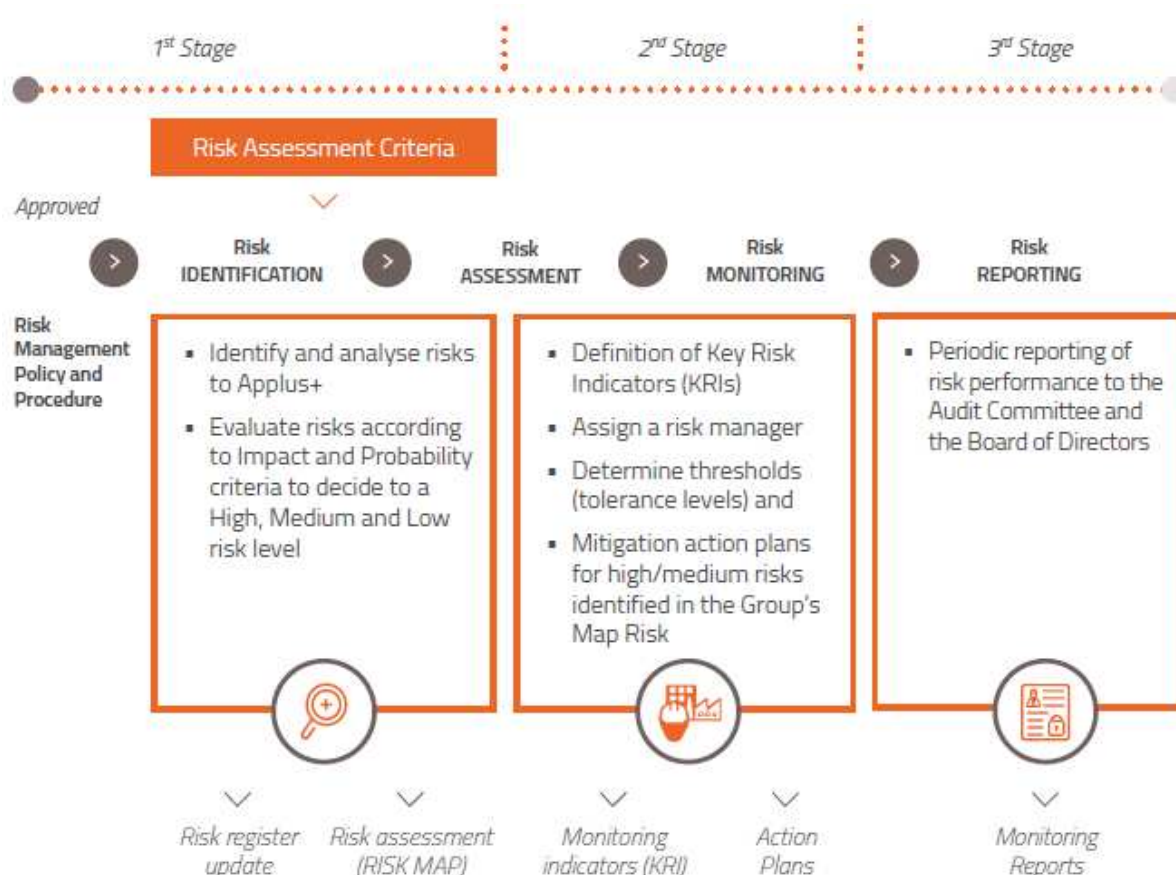 1st Stage
2nd Stage
3rd Stage
Risk Assessment Criteria
Approved
Risk
IDENTIFICATION
Risk
ASSESSMENT
Risk
MONITORING
Risk
REPORTING
Risk
Management
Policy and
Procedure
▪ Identify and analyse risks
to Applus+
▪ Evaluate risks according
to Impact and Probability
criteria to decide to a
High, Medium and Low
risk level
▪ Definition of Key Risk
Indicators (KRIs)
▪ Assign a risk manager
▪ Determine thresholds
(tolerance levels) and
▪ Mitigation action plans
for high/medium risks
identified in the Group's
Map Risk
▪ Periodic reporting of
risk performance to the
Audit Committee and
the Board of Directors
Risk register
update
Risk assessment
(RISK MAP)
Monitoring
indicators (KRI)
Action
Plans
Monitoring
Reports